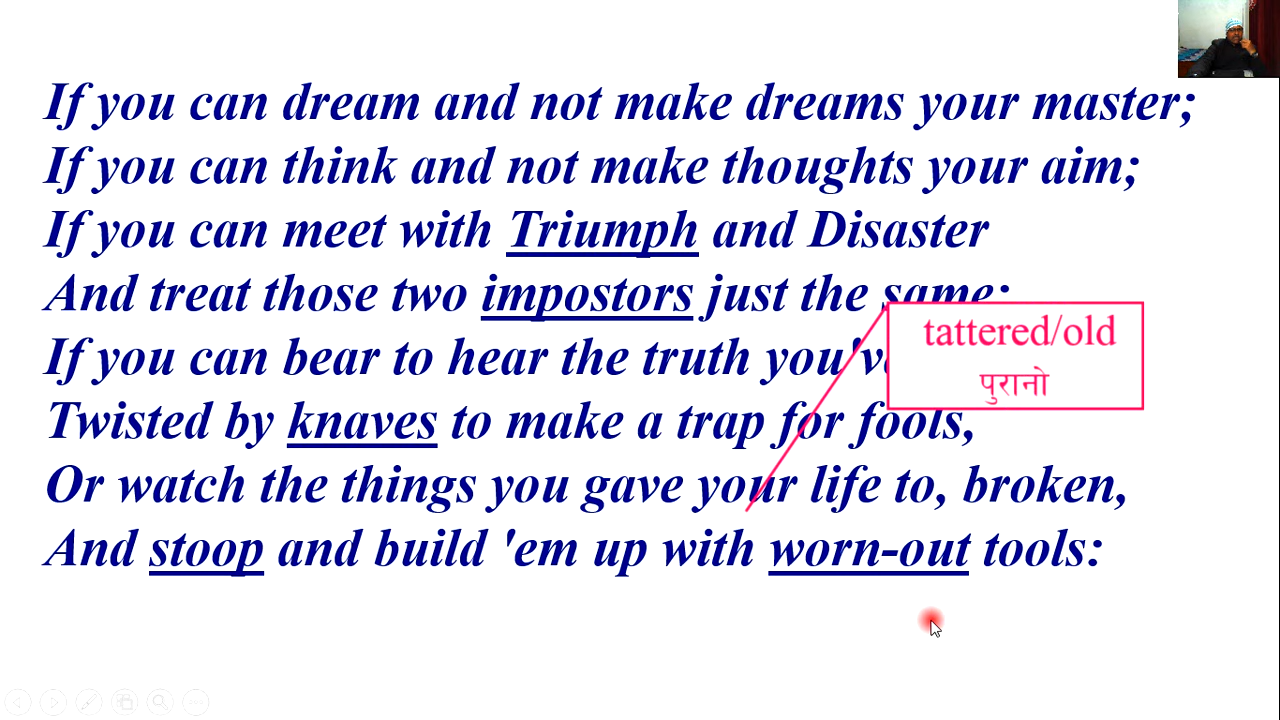 If you can dream and not make dreams your master;
If you can think and not make thoughts your aim;
If you can meet with Triumph and Disaster
And treat those two impostors just the same;
If you can bear to hear the truth you've
tattered/old
पुरानो
Twisted by knaves to make a trap for fools,
Or watch the things you gave your life to, broken,
And stoop and build 'em up with worn-out tools: